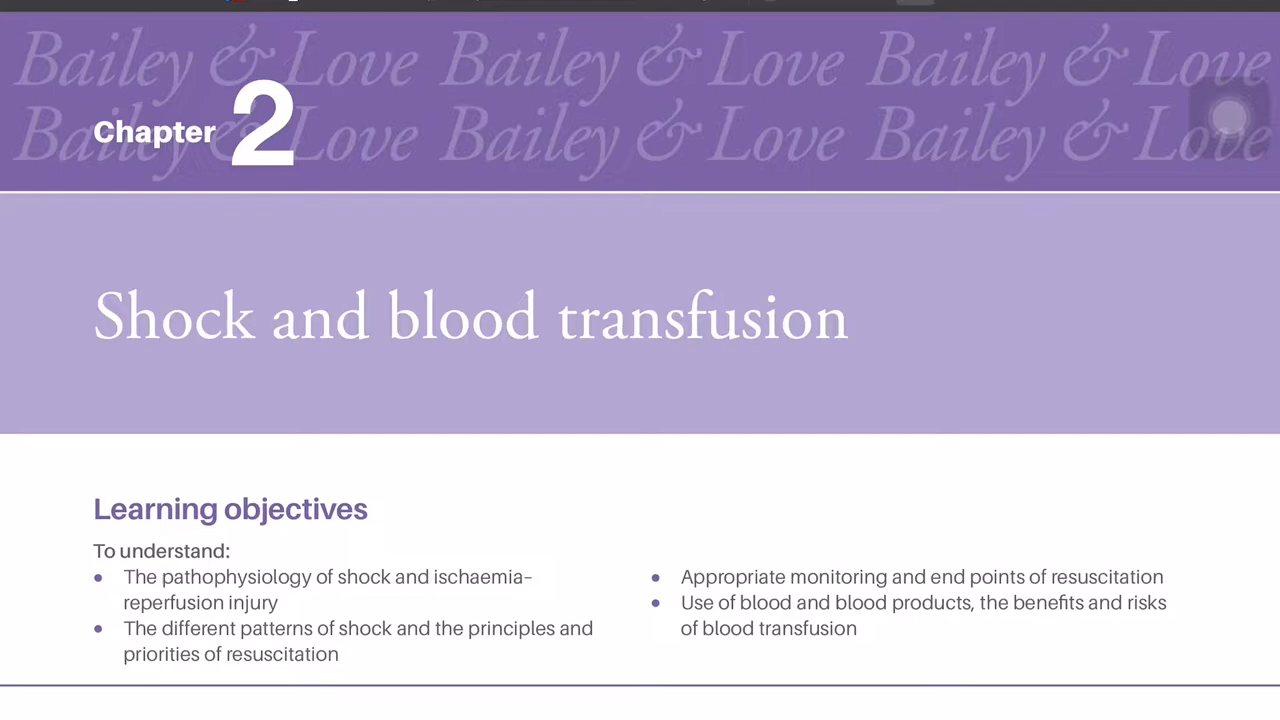 Bailey & Love Bailey & Love Bailey & Love
Bailey & Love Bailey & Love Bailey & Love
Chapter 2
Shock and blood transfusion
Learning objectives
To understand:
● The pathophysiology of shock and ischaemia–
reperfusion injury
● The different patterns of shock and the principles and
priorities of resuscitation
● Appropriate monitoring and end points of resuscitation
● Use of blood and blood products, the benefits and risks
of blood transfusion